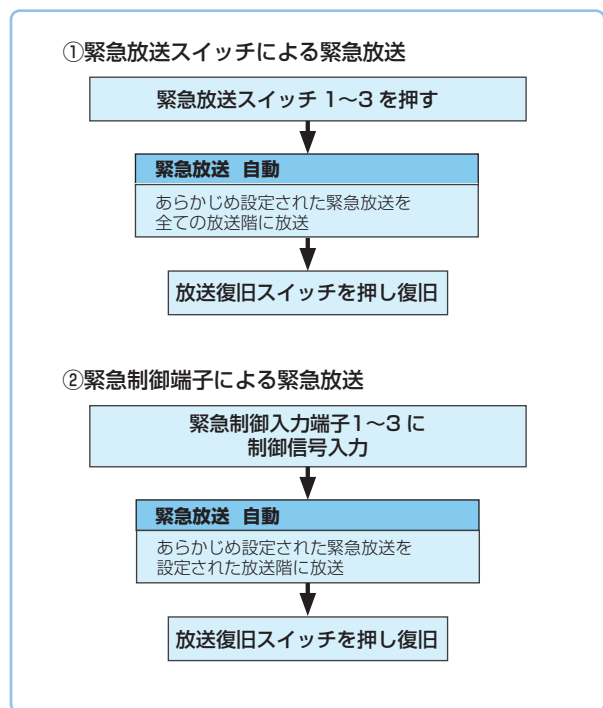 ①緊急放送スイッチによる緊急放送
緊急放送スイッチ 1～3 を押す
緊急放送 自動
あらかじめ設定された緊急放送を
全ての放送階に放送
放送復旧スイッチを押し復旧
②緊急制御端子による緊急放送
緊急制御入力端子1～3 に
制御信号入力
緊急放送 自動
あらかじめ設定された緊急放送を
設定された放送階に放送
放送復旧スイッチを押し復旧